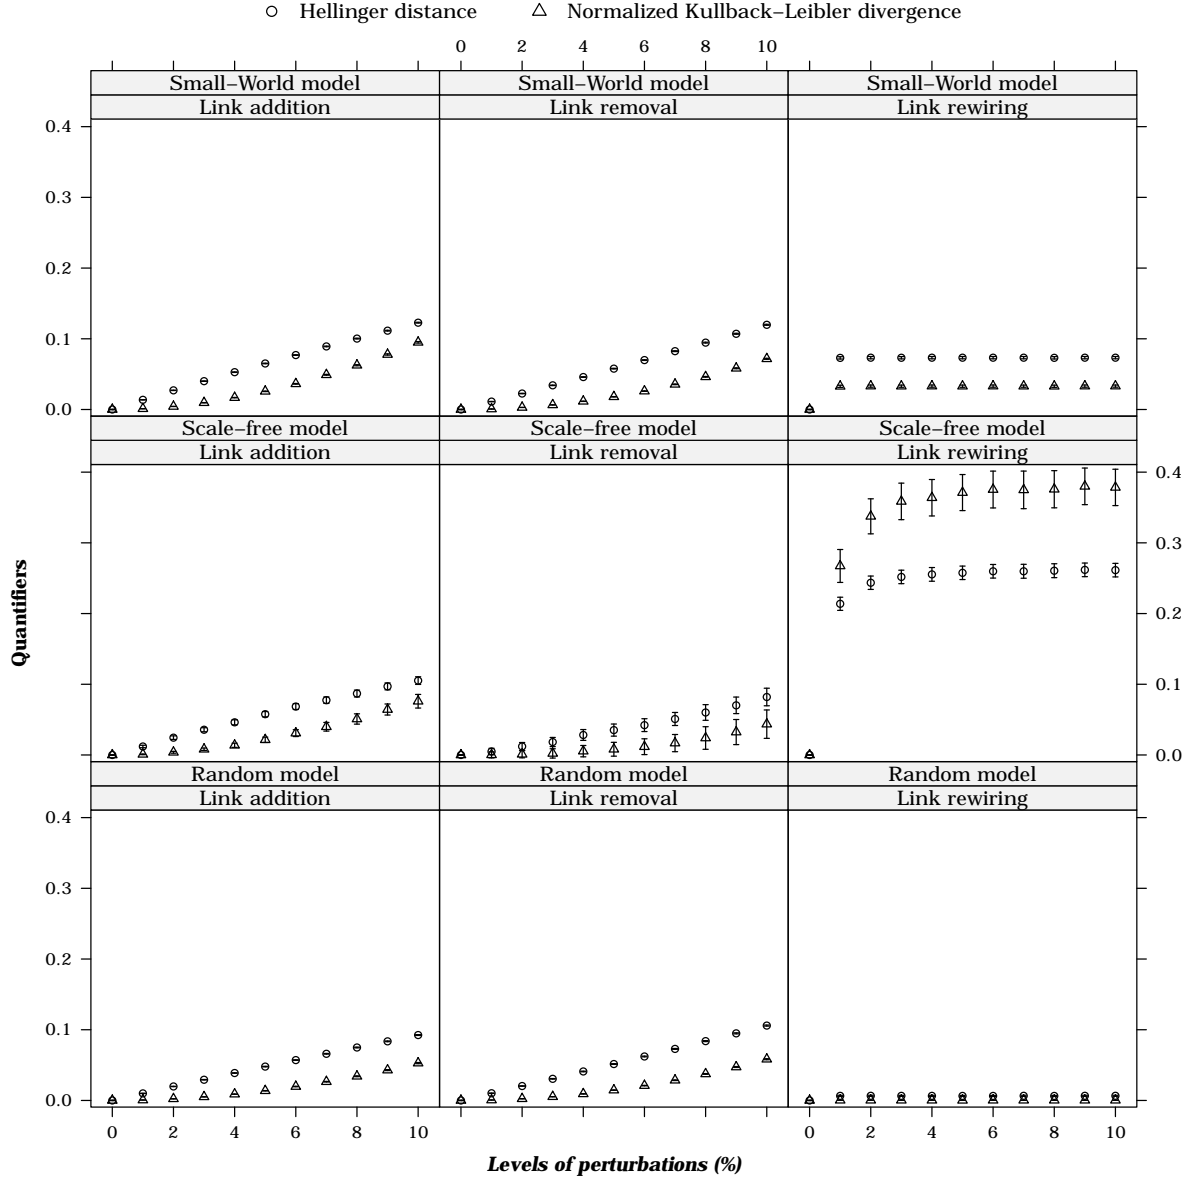 Hellinger distance Normalized Kullback–Leibler divergence
0 2 4 6 8 10
Small–World model Small–World model Small–World model
Link addition Link removal Link rewiring
0.4
0.3
0.2
0.1
0.0
Scale–free model Scale–free model Scale–free model
Link addition Link removal Link rewiring
0.4
0.3
0.2
0.1
0.0
Quantifiers
Random model Random model Random model
Link addition Link removal Link rewiring
0.4
0.3
0.2
0.1
0.0
0 2 4 6 8 10 0 2 4 6 8 10
Levels of perturbations (%)